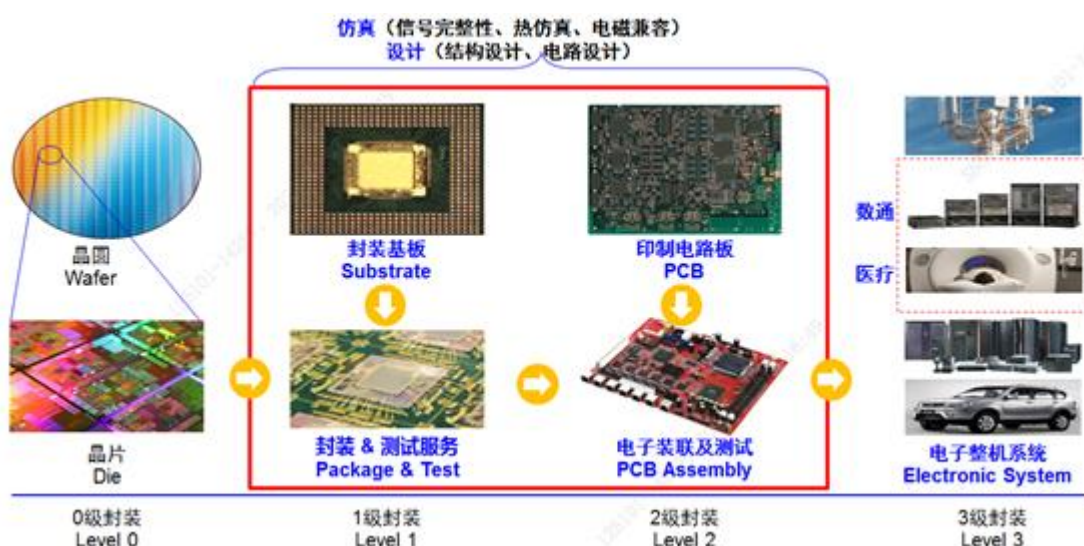 仿真（信号完整性、热仿真、电磁兼容）
设计（结构设计、电路设计）
晶圆
Wafer
晶片
Die
封装基板
Substrate
印制电路板
PCB
封装 & 测试服务
Package & Test
电子装联及测试
PCB Assembly
数通
医疗
电子整机系统
Electronic System
0级封装
Level 0
1级封装
Level 1
2级封装
Level 2
3级封装
Level 3